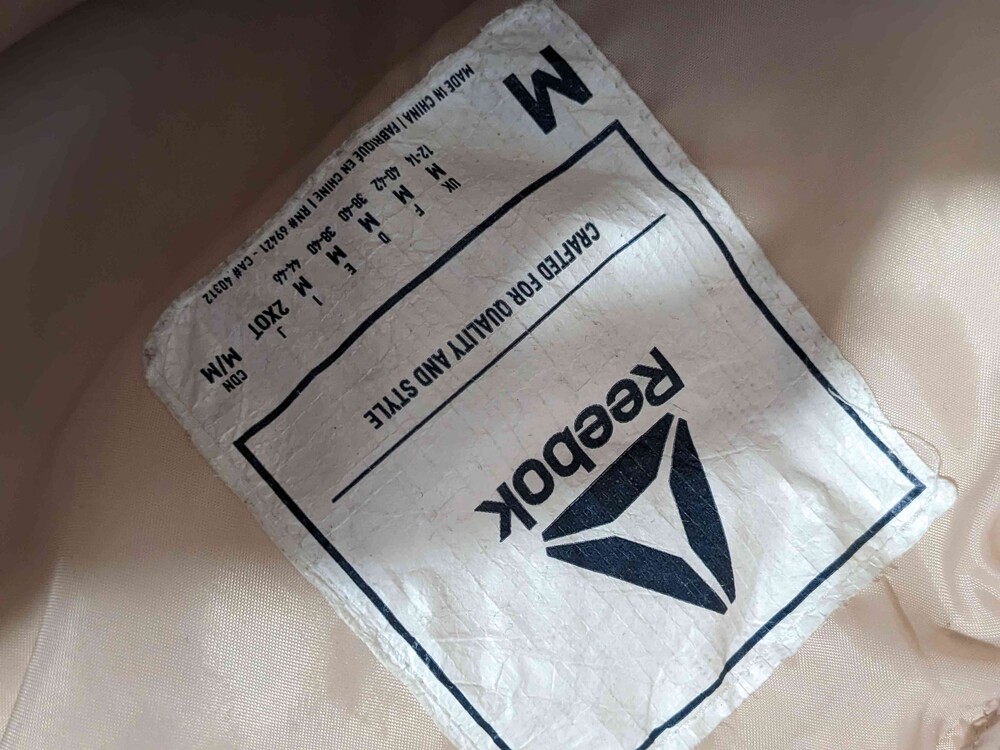 Reebok
CRAFTED FOR QUALITY AND STYLE
UK F D E I J CDN
M M M M M 2XOT M/M
12-14 40-42 38-40 38-40 44-46
MADE IN CHINA | FABRIQUE EN CHINE | RN# 69421 - CA# 40312
M